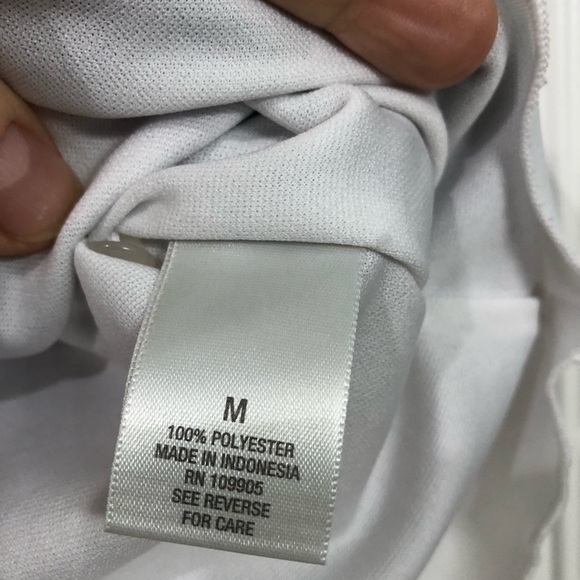 M
100% POLYESTER
MADE IN INDONESIA
RN 109905
SEE REVERSE
FOR CARE